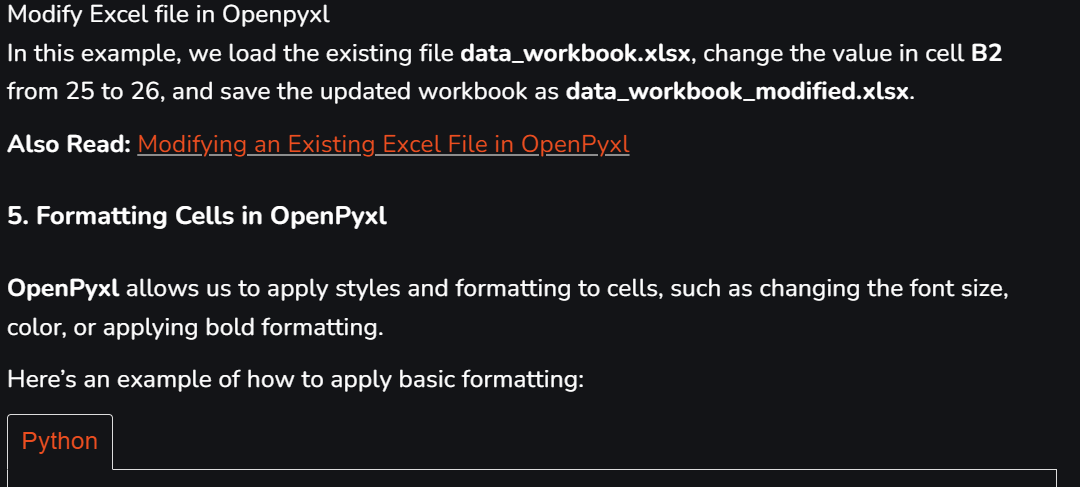 Modify Excel file in Openpyxl
In this example, we load the existing file data_workbook.xlsx, change the value in cell B2
from 25 to 26, and save the updated workbook as data_workbook_modified.xlsx.
Also Read: Modifying an Existing Excel File in OpenPyxl
5. Formatting Cells in OpenPyxl
OpenPyxl allows us to apply styles and formatting to cells, such as changing the font size,
color, or applying bold formatting.
Here’s an example of how to apply basic formatting:
Python